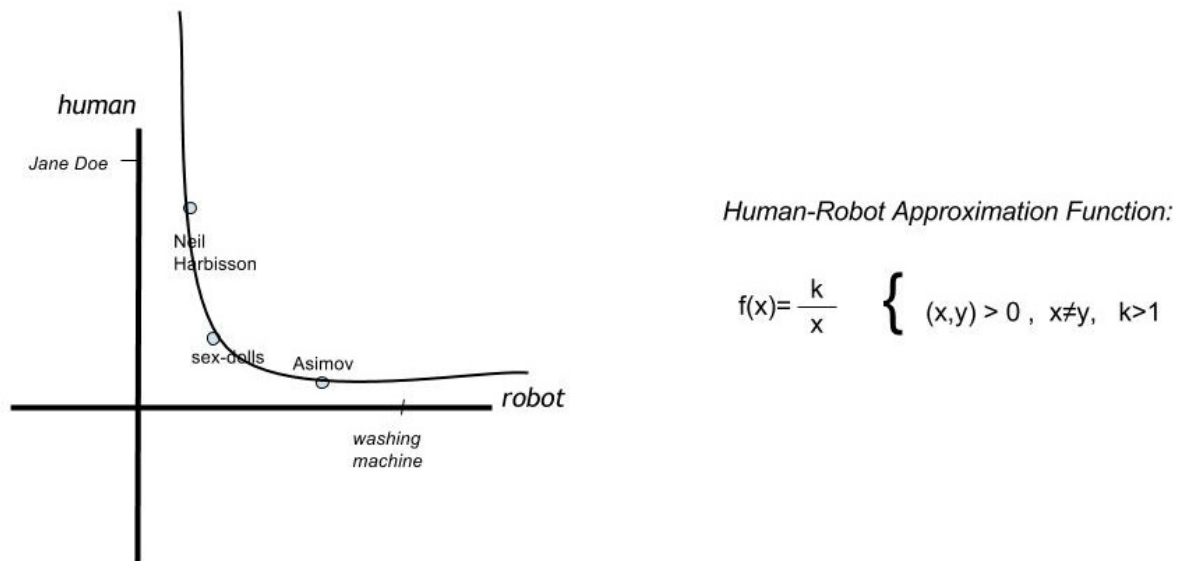 human
Jane Doe
Neil
Harbisson
sex-dolls
Asimov
robot
washing
machine
Human-Robot Approximation Function:
f(x)= k
x
{ (x,y) > 0 , x≠y, k>1